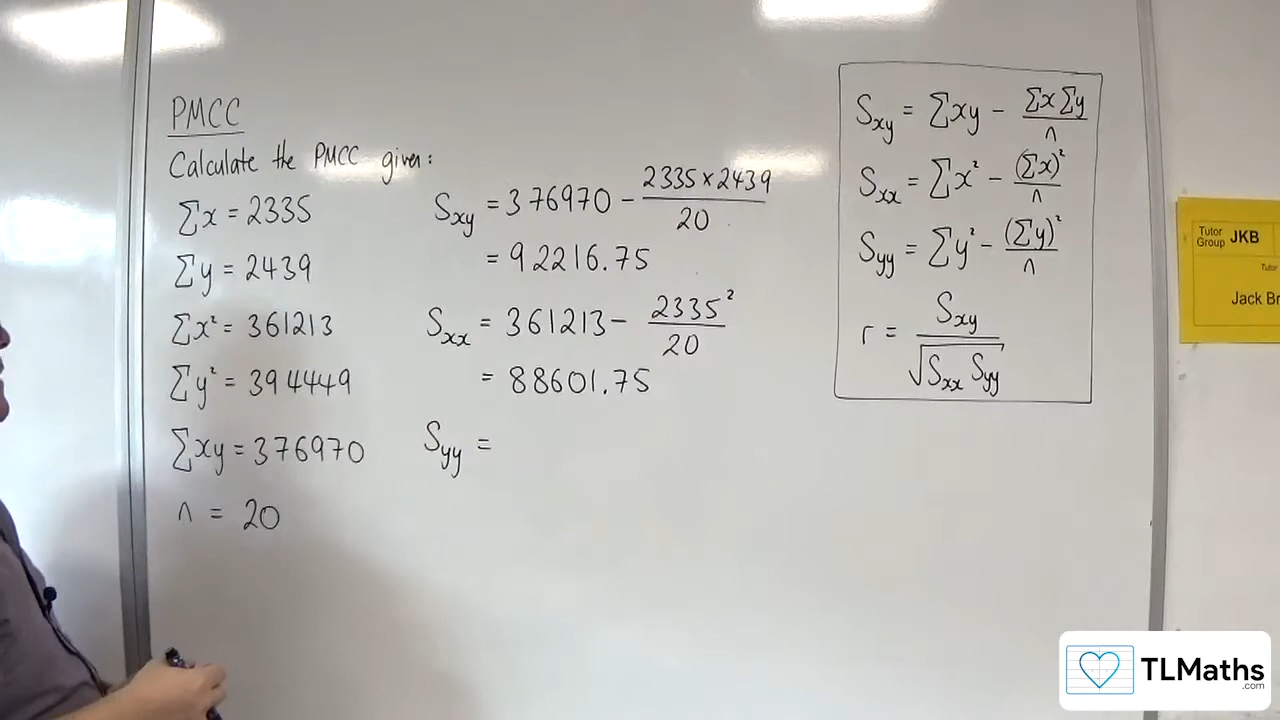 PMCC
Calculate the PMCC given:
∑x = 2335
∑y = 2439
∑x² = 361213
∑y² = 394449
∑xy = 376970
n = 20
Sxy = 376970 − (2335×2439)/20
= 92216.75
Sxx = 361213 − 2335²/20
= 88601.75
Syy =
Sxy = ∑xy − (∑x∑y)/n
Sxx = ∑x² − (∑x)²/n
Syy = ∑y² − (∑y)²/n
r = Sxy/√(Sxx Syy)
Tutor Group JKB
Tutor
Jack Br
TLMaths
.com